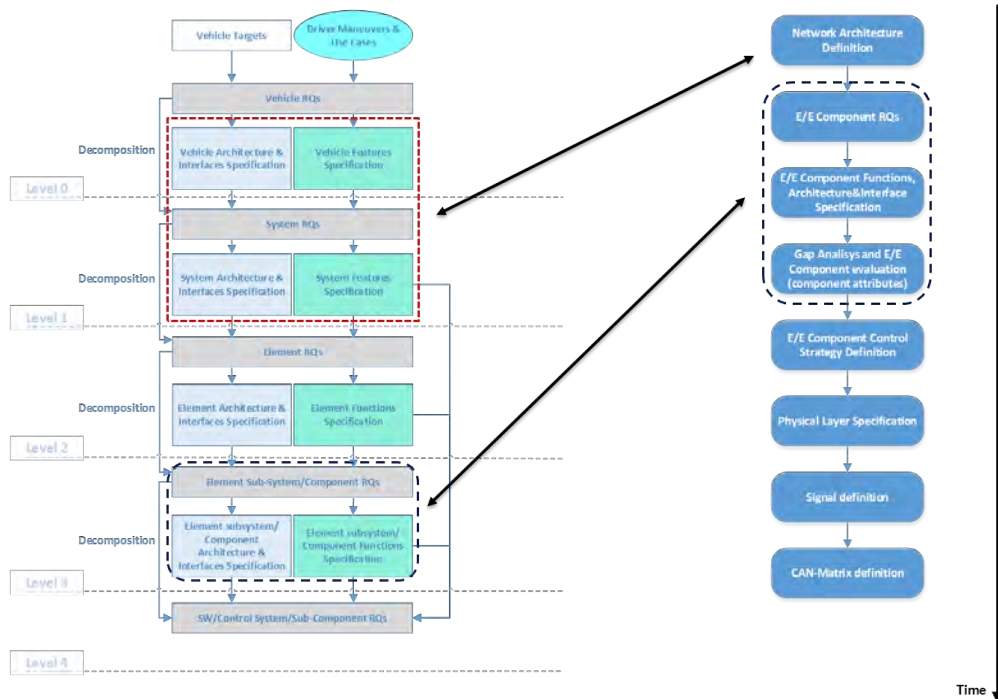 Vehicle Targets
Driver Maneuvers &
Use Cases
Vehicle RQs
Decomposition
Vehicle Architecture &
Interfaces Specification
Vehicle Features
Specification
Level 0
System RQs
Decomposition
System Architecture &
Interfaces Specification
System Features
Specification
Level 1
Element RQs
Decomposition
Element Architecture &
Interfaces Specification
Element Functions
Specification
Level 2
Element Sub-System/Component RQs
Decomposition
Element subsystem/
Component
Architecture &
Interfaces Specification
Element subsystem/
Component Functions
Specification
Level 3
SW/Control System/Sub-Component RQs
Level 4
Network Architecture
Definition
E/E Component RQs
E/E Component Functions,
Architecture&Interface
Specification
Gap Analisys and E/E
Component evaluation
(component attributes)
E/E Component Control
Strategy Definition
Physical Layer Specification
Signal definition
CAN-Matrix definition
Time